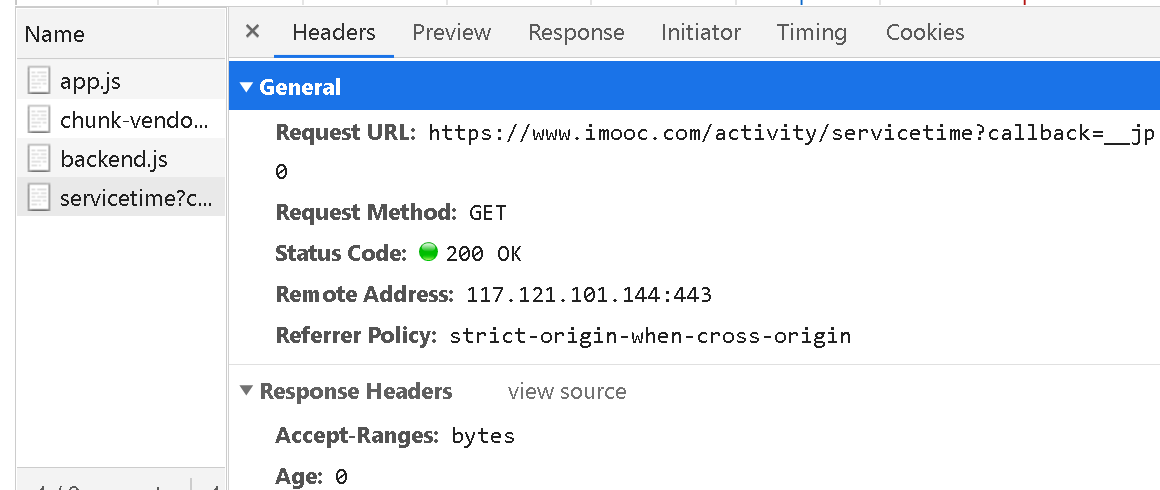 Name
× Headers Preview Response Initiator Timing Cookies
app.js
chunk-vendo...
backend.js
servicetime?c...
▼ General
Request URL: https://www.imooc.com/activity/servicetime?callback=__jp
0
Request Method: GET
Status Code: 200 OK
Remote Address: 117.121.101.144:443
Referrer Policy: strict-origin-when-cross-origin
▼ Response Headers view source
Accept-Ranges: bytes
Age: 0